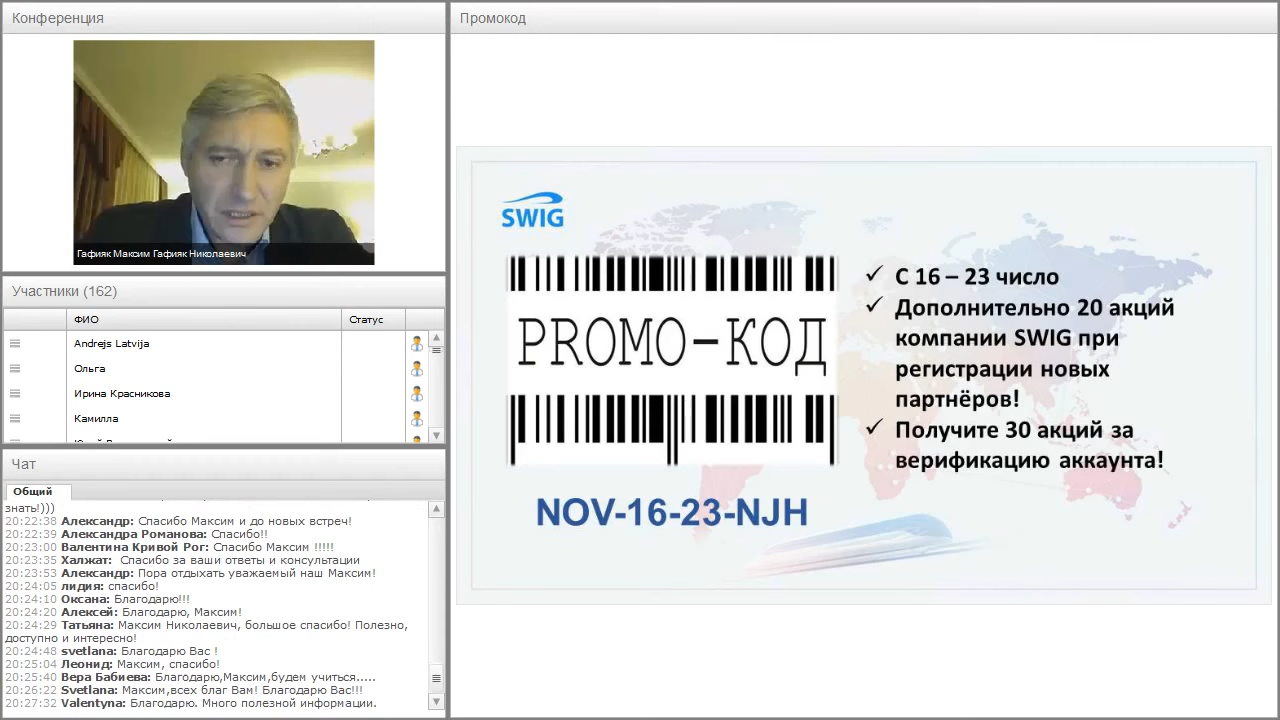 Конференция
Гафияк Максим Гафияк Николаевич
Участники (162)
ФИО
Статус
Andrejs Latvija
Ольга
Ирина Красникова
Камилла
Чат
Общий
знать!)))
20:22:38 Александр: Спасибо Максим и до новых встреч!
20:22:39 Александра Романова: Спасибо!!
20:23:00 Валентина Кривой Рог: Спасибо Максим !!!!!
20:23:35 Халжат: Спасибо за ваши ответы и консультации
20:23:53 Александр: Пора отдыхать уважаемый наш Максим!
20:24:05 лидия: спасибо!
20:24:10 Оксана: Благодарю!!!
20:24:20 Алексей: Благодарю, Максим!
20:24:29 Татьяна: Максим Николаевич, большое спасибо! Полезно,
доступно и интересно!
20:24:48 svetlana: Благодарю Вас !
20:25:04 Леонид: Максим, спасибо!
20:25:40 Вера Бабиева: Благодарю,Максим,будем учиться.....
20:26:22 Svetlana: Максим,всех благ Вам! Благодарю Вас!!!
20:27:32 Valentyna: Благодарю. Много полезной информации.
Промокод
SWIG
PROMO-КОД
NOV-16-23-NJH
С 16 – 23 число
Дополнительно 20 акций
компании SWIG при
регистрации новых
партнёров!
Получите 30 акций за
верификацию аккаунта!